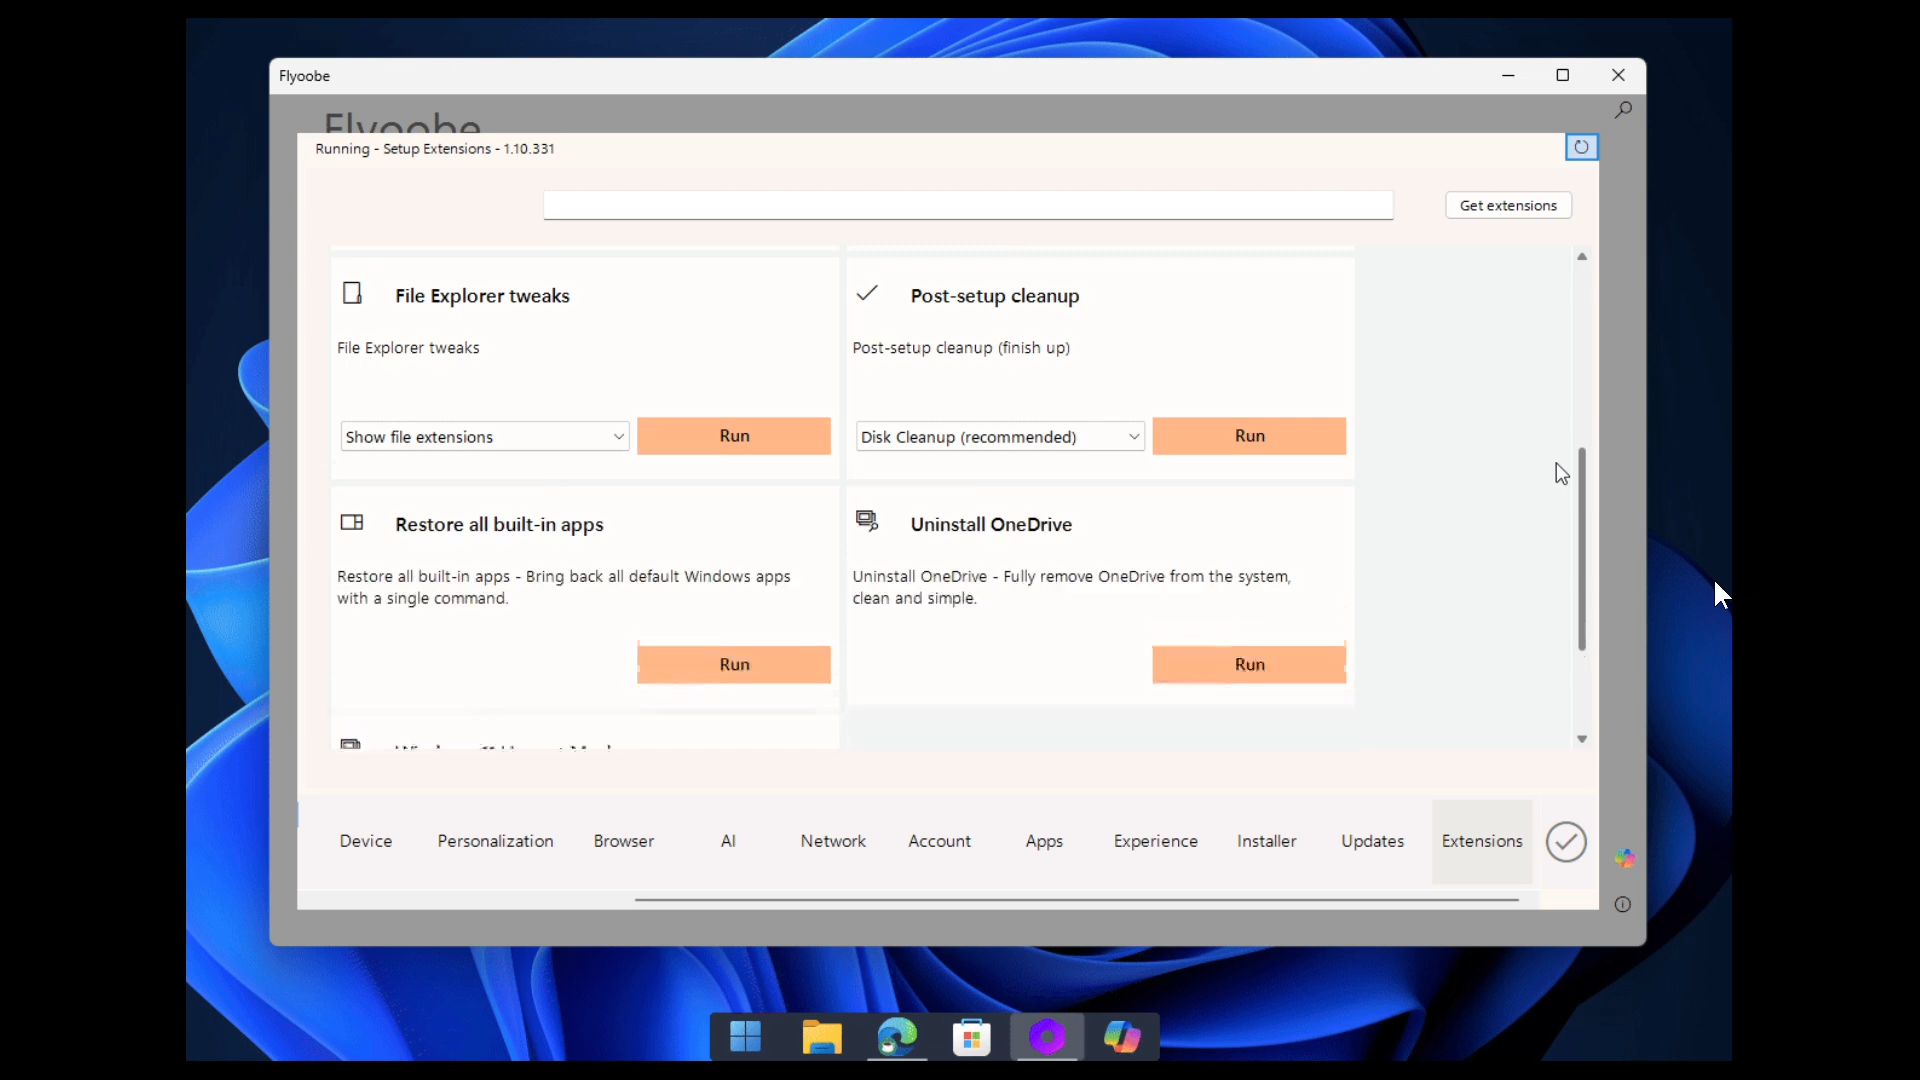 Flyoobe
Flyoobe
Running - Setup Extensions - 1.10.331
Get extensions
File Explorer tweaks
File Explorer tweaks
Show file extensions
Run
Post-setup cleanup
Post-setup cleanup (finish up)
Disk Cleanup (recommended)
Run
Restore all built-in apps
Restore all built-in apps - Bring back all default Windows apps
with a single command.
Run
Uninstall OneDrive
Uninstall OneDrive - Fully remove OneDrive from the system,
clean and simple.
Run
Device
Personalization
Browser
AI
Network
Account
Apps
Experience
Installer
Updates
Extensions